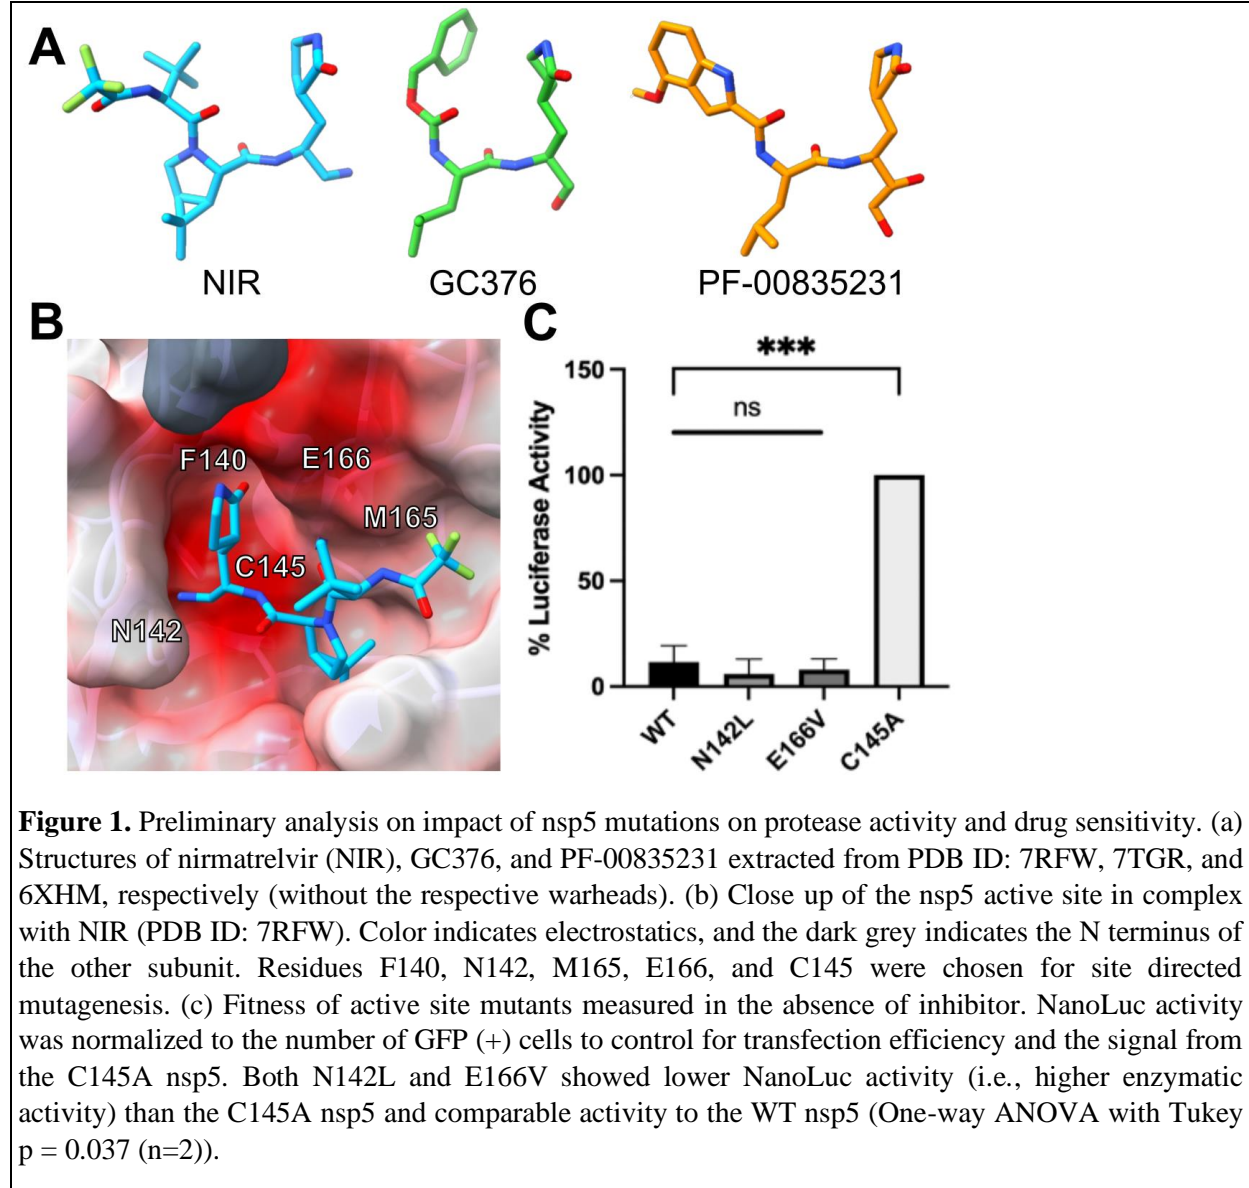 A
NIR
GC376
PF-00835231
B
F140
E166
M165
C145
N142
C
***
ns
150
100
50
0
% Luciferase Activity
WT
N142L
E166V
C145A
Figure 1. Preliminary analysis on impact of nsp5 mutations on protease activity and drug sensitivity. (a)
Structures of nirmatrelvir (NIR), GC376, and PF-00835231 extracted from PDB ID: 7RFW, 7TGR, and
6XHM, respectively (without the respective warheads). (b) Close up of the nsp5 active site in complex
with NIR (PDB ID: 7RFW). Color indicates electrostatics, and the dark grey indicates the N terminus of
the other subunit. Residues F140, N142, M165, E166, and C145 were chosen for site directed
mutagenesis. (c) Fitness of active site mutants measured in the absence of inhibitor. NanoLuc activity
was normalized to the number of GFP (+) cells to control for transfection efficiency and the signal from
the C145A nsp5. Both N142L and E166V showed lower NanoLuc activity (i.e., higher enzymatic
activity) than the C145A nsp5 and comparable activity to the WT nsp5 (One-way ANOVA with Tukey
p = 0.037 (n=2)).